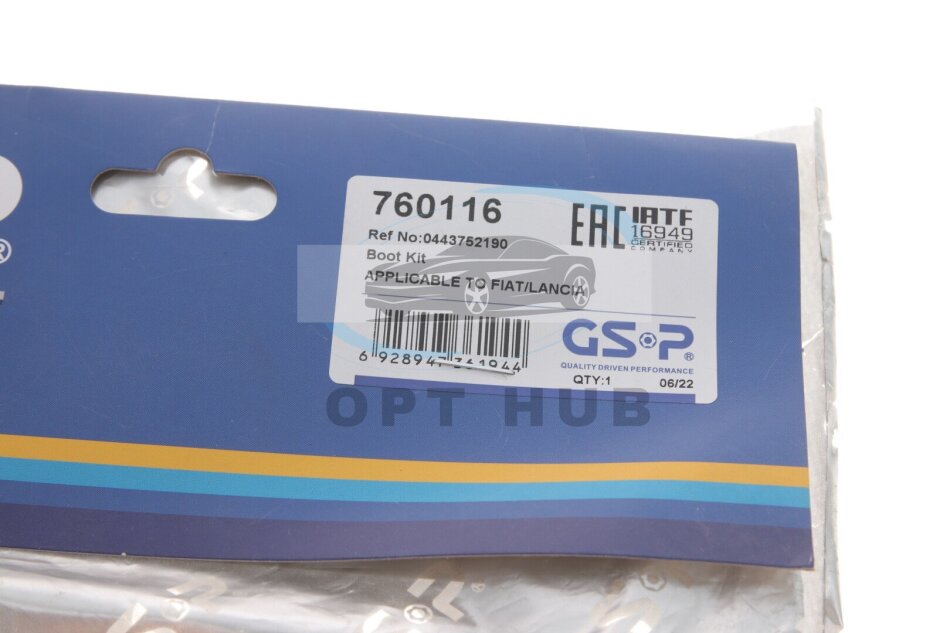 760116
Ref No:0443752190
Boot Kit
APPLICABLE TO FIAT/LANCIA
EAC
IATF
16949
CERTIFIED
COMPANY
6 928947 361944
GS-P®
QUALITY DRIVEN PERFORMANCE
QTY:1
06/22
OPT HUB
®